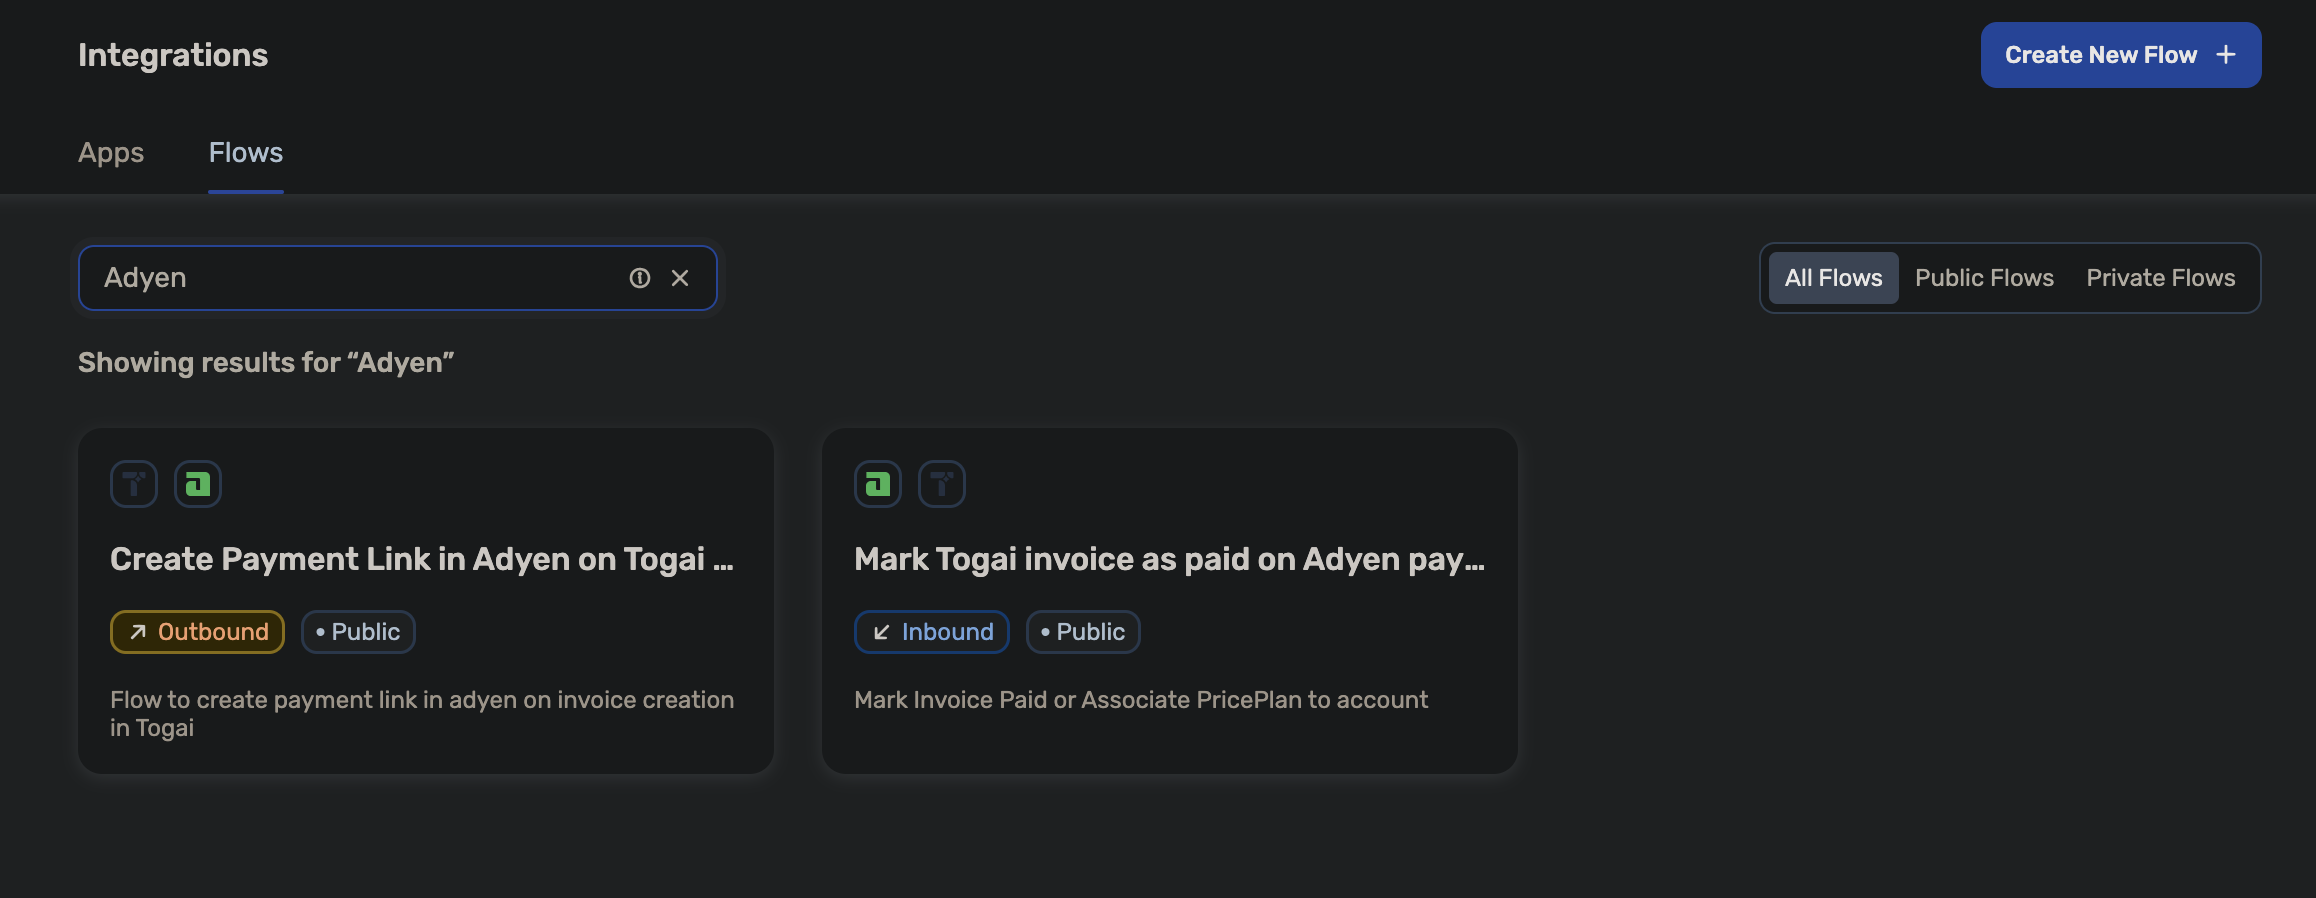 Integrations
Create New Flow
Apps
Flows
Adyen
All Flows
Public Flows
Private Flows
Showing results for “Adyen”
Create Payment Link in Adyen on Togai ...
Outbound
• Public
Flow to create payment link in adyen on invoice creation
in Togai
Mark Togai invoice as paid on Adyen pay...
Inbound
• Public
Mark Invoice Paid or Associate PricePlan to account